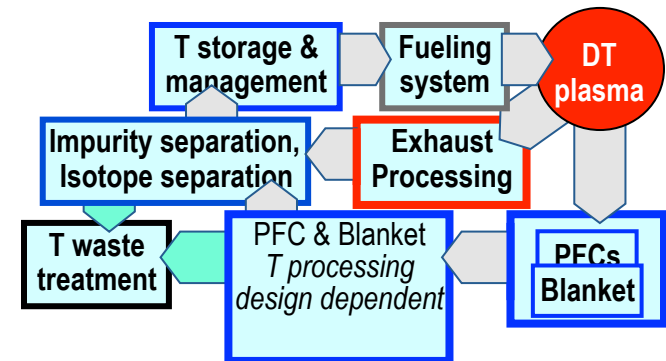 T storage &
management
Fueling
system
DT
plasma
Impurity separation,
Isotope separation
Exhaust
Processing
T waste
treatment
PFC & Blanket
T processing
design dependent
PFCs
Blanket